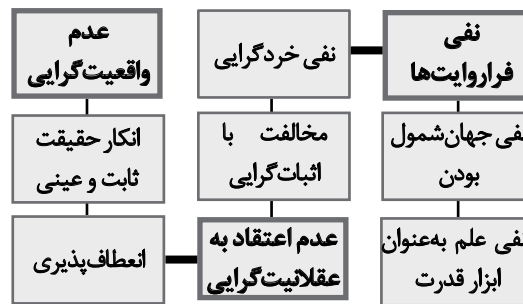 نفی
فراروایت‌ها
نفی جهان‌شمول
بودن
نفی علم به‌عنوان
ابزار قدرت
نفی خردگرایی
مخالفت با
اثبات‌گرایی
عدم اعتقاد به
عقلانیت‌گرایی
عدم
واقعیت‌گرایی
انکار حقیقت
ثابت و عینی
انعطاف‌پذیری